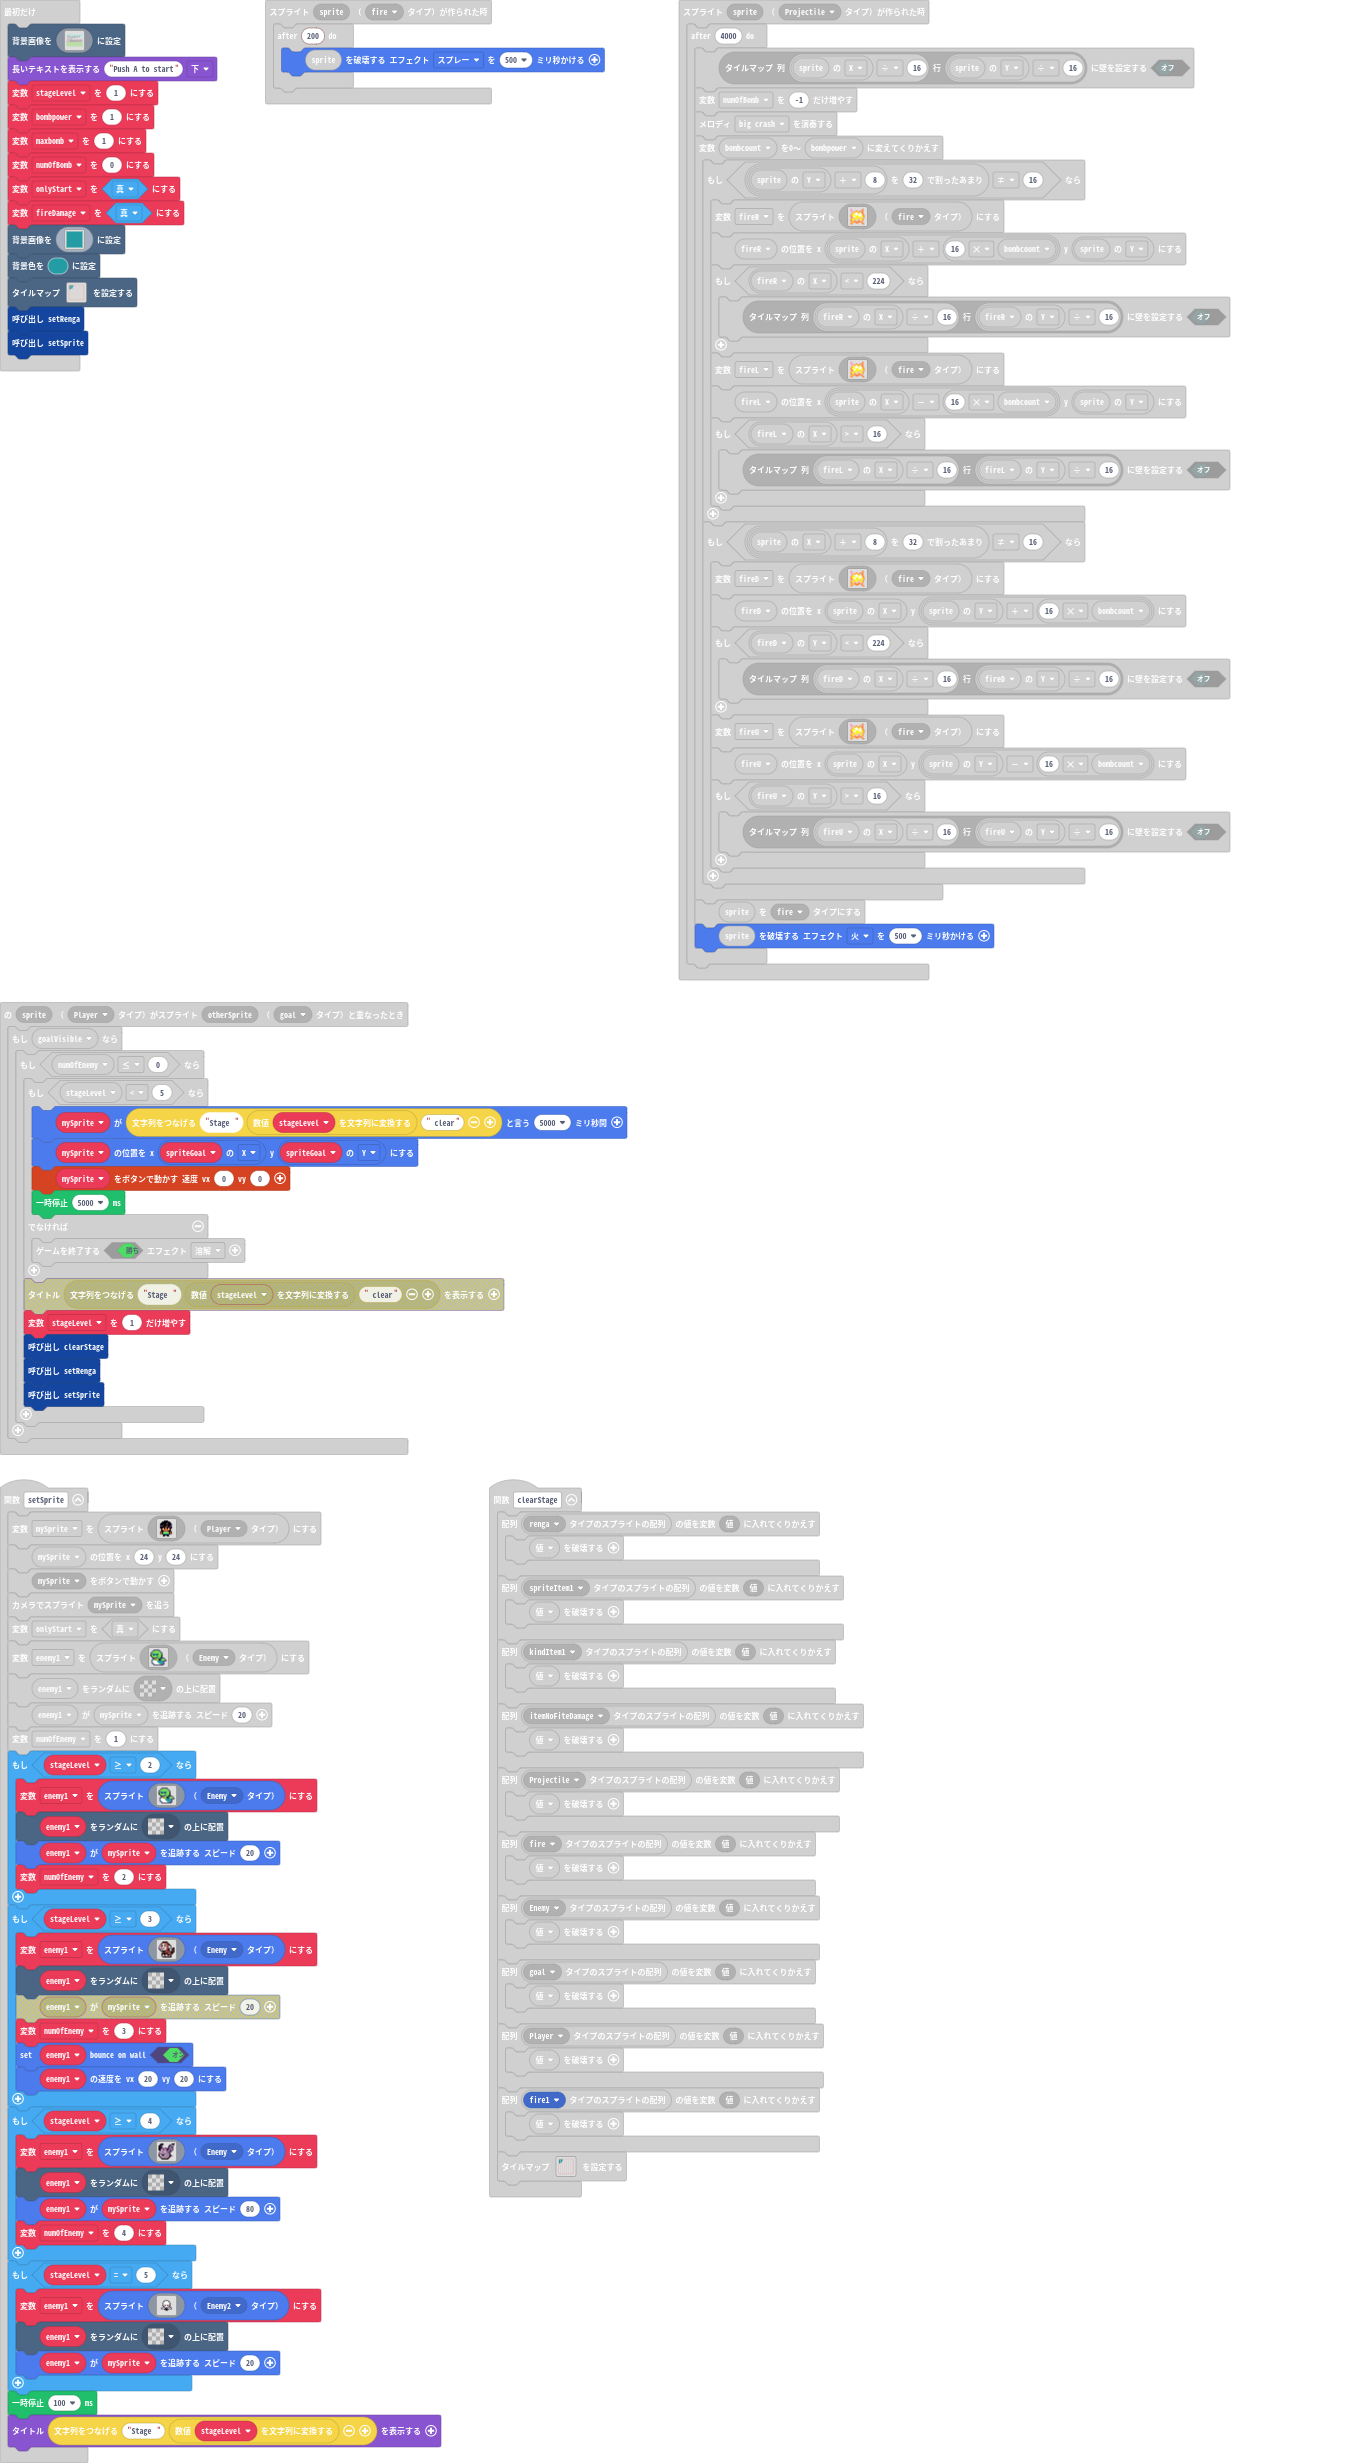 最初だけ
背景画像を に設定
長いテキストを表示する "Push A to start" 下
変数 stageLevel を 1 にする
変数 bombpower を 1 にする
変数 maxbomb を 1 にする
変数 numOfBomb を 0 にする
変数 onlyStart を 真 にする
変数 fireDamage を 真 にする
背景画像を に設定
背景色を に設定
タイルマップ を設定する
呼び出し setRenga
呼び出し setSprite
スプライト sprite ( fire タイプ) が作られた時
after 200 do
sprite を破壊する エフェクト スプレー を 500 ミリ秒かける
スプライト sprite ( Projectile タイプ) が作られた時
after 4000 do
タイルマップ 列 sprite の X ÷ 16 行 sprite の Y ÷ 16 に壁を設定する オフ
変数 numOfBomb を -1 だけ増やす
メロディ big crash を演奏する
変数 bombcount を0～ bombpower に変えてくりかえす
もし sprite の Y + 8 を 32 で割ったあまり ≠ 16 なら
変数 fireR を スプライト ( fire タイプ) にする
fireR の位置を x sprite の X + 16 × bombcount y sprite の Y にする
もし fireR の X < 224 なら
タイルマップ 列 fireR の X ÷ 16 行 fireR の Y ÷ 16 に壁を設定する オフ
変数 fireL を スプライト ( fire タイプ) にする
fireL の位置を x sprite の X - 16 × bombcount y sprite の Y にする
もし fireL の X > 16 なら
タイルマップ 列 fireL の X ÷ 16 行 fireL の Y ÷ 16 に壁を設定する オフ
もし sprite の X + 8 を 32 で割ったあまり ≠ 16 なら
変数 fireD を スプライト ( fire タイプ) にする
fireD の位置を x sprite の X y sprite の Y + 16 × bombcount にする
もし fireD の Y < 224 なら
タイルマップ 列 fireD の X ÷ 16 行 fireD の Y ÷ 16 に壁を設定する オフ
変数 fireU を スプライト ( fire タイプ) にする
fireU の位置を x sprite の X y sprite の Y - 16 × bombcount にする
もし fireU の Y > 16 なら
タイルマップ 列 fireU の X ÷ 16 行 fireU の Y ÷ 16 に壁を設定する オフ
sprite を fire タイプにする
sprite を破壊する エフェクト 火 を 500 ミリ秒かける
の sprite ( Player タイプ) がスプライト otherSprite ( goal タイプ) と重なったとき
もし goalVisible なら
もし numOfEnemy ≤ 0 なら
もし stageLevel < 5 なら
mySprite が 文字列をつなげる "Stage " 数値 stageLevel を文字列に変換する " clear" と言う 5000 ミリ秒間
mySprite の位置を x spriteGoal の X y spriteGoal の Y にする
mySprite をボタンで動かす 速度 vx 0 vy 0
一時停止 5000 ms
でなければ
ゲームを終了する 勝ち エフェクト 溶解
タイトル 文字列をつなげる "Stage " 数値 stageLevel を文字列に変換する " clear" を表示する
変数 stageLevel を 1 だけ増やす
呼び出し clearStage
呼び出し setRenga
呼び出し setSprite
関数 setSprite
変数 mySprite を スプライト ( Player タイプ) にする
mySprite の位置を x 24 y 24 にする
mySprite をボタンで動かす
カメラでスプライト mySprite を追う
変数 onlyStart を 真 にする
変数 enemy1 を スプライト ( Enemy タイプ) にする
enemy1 をランダムに の上に配置
enemy1 が mySprite を追跡する スピード 20
変数 numOfEnemy を 1 にする
もし stageLevel ≥ 2 なら
変数 enemy1 を スプライト ( Enemy タイプ) にする
enemy1 をランダムに の上に配置
enemy1 が mySprite を追跡する スピード 20
変数 numOfEnemy を 2 にする
もし stageLevel ≥ 3 なら
変数 enemy1 を スプライト ( Enemy タイプ) にする
enemy1 をランダムに の上に配置
enemy1 が mySprite を追跡する スピード 20
変数 numOfEnemy を 3 にする
set enemy1 bounce on wall オン
enemy1 の速度を vx 20 vy 20 にする
もし stageLevel ≥ 4 なら
変数 enemy1 を スプライト ( Enemy タイプ) にする
enemy1 をランダムに の上に配置
enemy1 が mySprite を追跡する スピード 80
変数 numOfEnemy を 4 にする
もし stageLevel = 5 なら
変数 enemy1 を スプライト ( Enemy2 タイプ) にする
enemy1 をランダムに の上に配置
enemy1 が mySprite を追跡する スピード 20
一時停止 100 ms
タイトル 文字列をつなげる "Stage " 数値 stageLevel を文字列に変換する を表示する
関数 clearStage
配列 renga タイプのスプライトの配列 の値を変数 値 に入れてくりかえす
値 を破壊する
配列 spriteItem1 タイプのスプライトの配列 の値を変数 値 に入れてくりかえす
値 を破壊する
配列 kindItem1 タイプのスプライトの配列 の値を変数 値 に入れてくりかえす
値 を破壊する
配列 itemNoFiteDamage タイプのスプライトの配列 の値を変数 値 に入れてくりかえす
値 を破壊する
配列 Projectile タイプのスプライトの配列 の値を変数 値 に入れてくりかえす
値 を破壊する
配列 fire タイプのスプライトの配列 の値を変数 値 に入れてくりかえす
値 を破壊する
配列 Enemy タイプのスプライトの配列 の値を変数 値 に入れてくりかえす
値 を破壊する
配列 goal タイプのスプライトの配列 の値を変数 値 に入れてくりかえす
値 を破壊する
配列 Player タイプのスプライトの配列 の値を変数 値 に入れてくりかえす
値 を破壊する
配列 fire1 タイプのスプライトの配列 の値を変数 値 に入れてくりかえす
値 を破壊する
タイルマップ を設定する